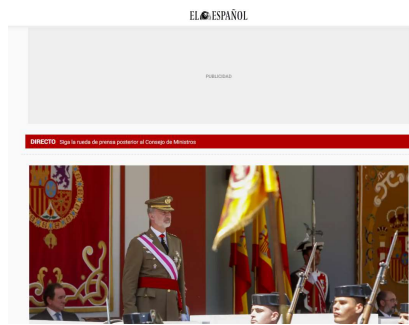 EL ESPAÑOL
PUBLICIDAD
DIRECTO Siga la rueda de prensa posterior al Consejo de Ministros